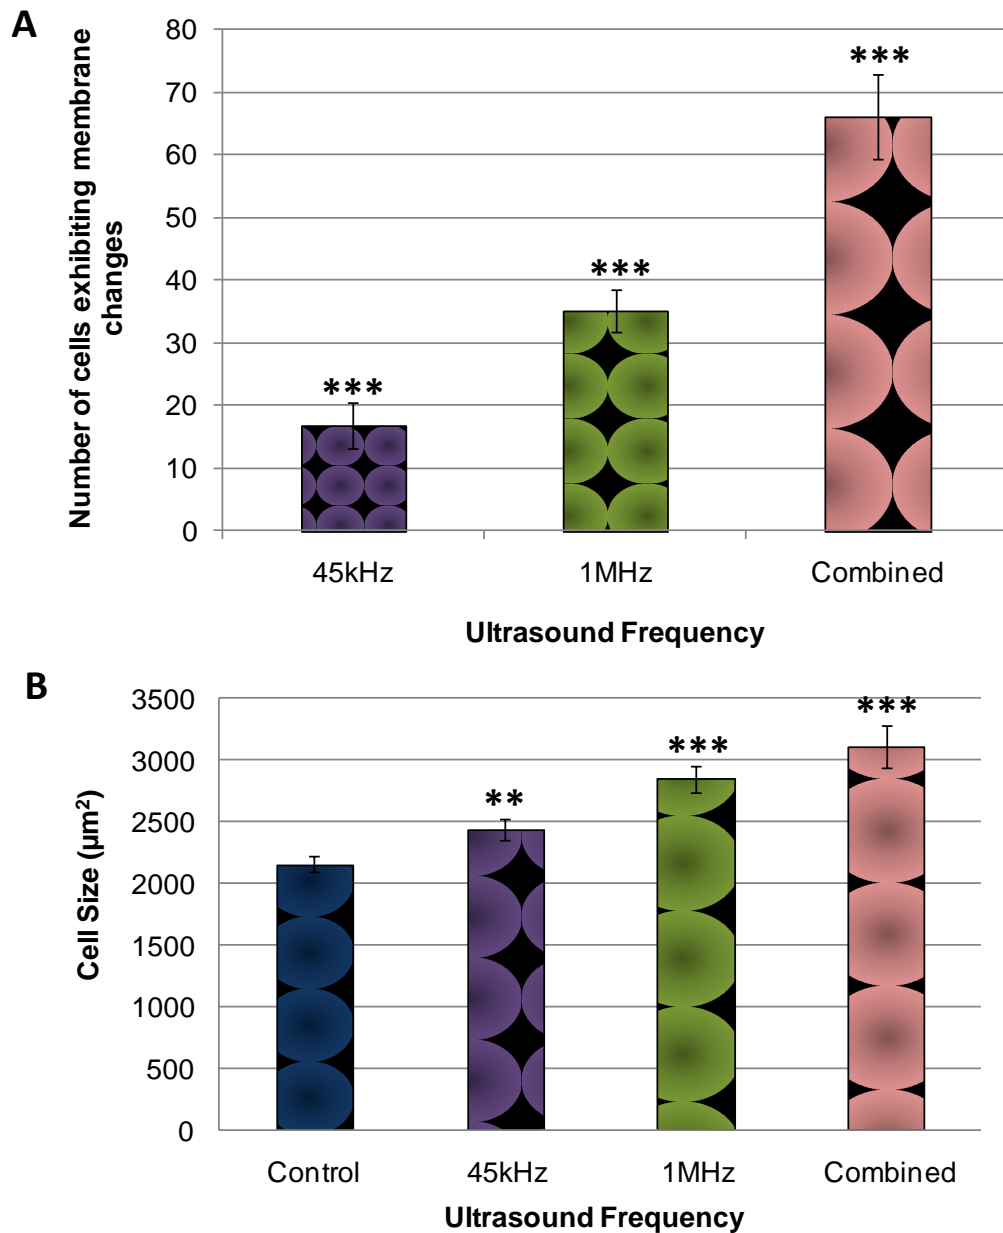 A
Number of cells exhibiting membrane
changes
80
70
60
50
40
30
20
10
0
***
***
***
45kHz
1MHz
Combined
Ultrasound Frequency
B
Cell Size (µm²)
3500
3000
2500
2000
1500
1000
500
0
**
***
***
Control
45kHz
1MHz
Combined
Ultrasound Frequency